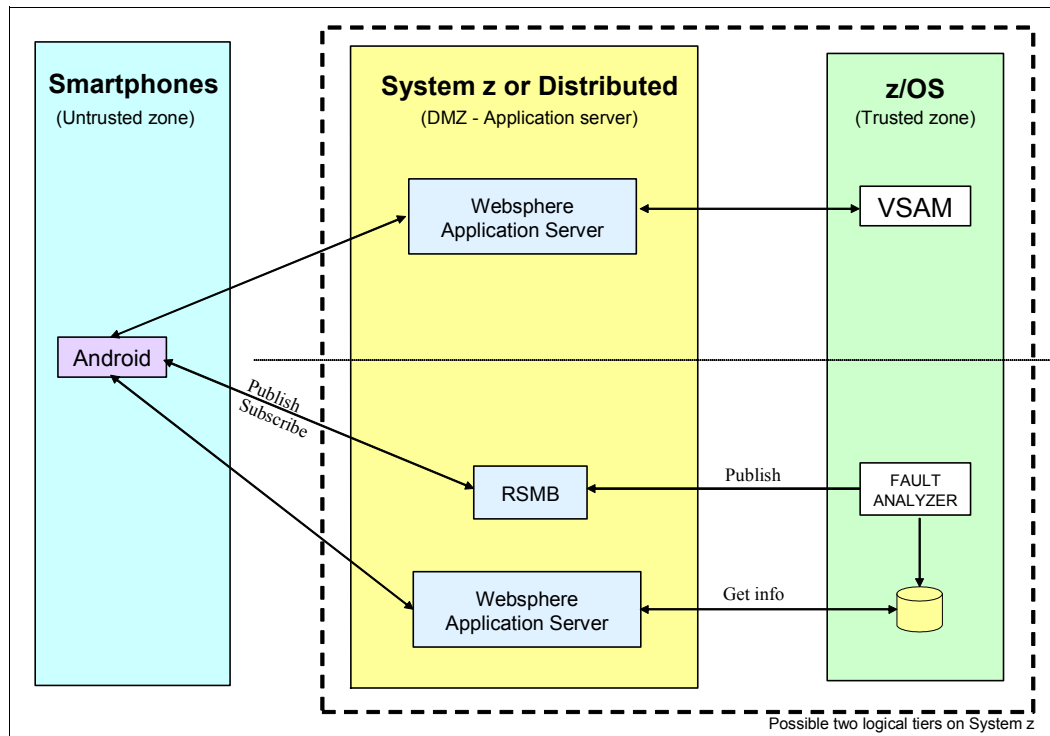 Smartphones
(Untrusted zone)
System z or Distributed
(DMZ - Application server)
z/OS
(Trusted zone)
Websphere
Application Server
VSAM
Android
Publish
Subscribe
RSMB
Publish
FAULT
ANALYZER
Websphere
Application Server
Get info
Possible two logical tiers on System z